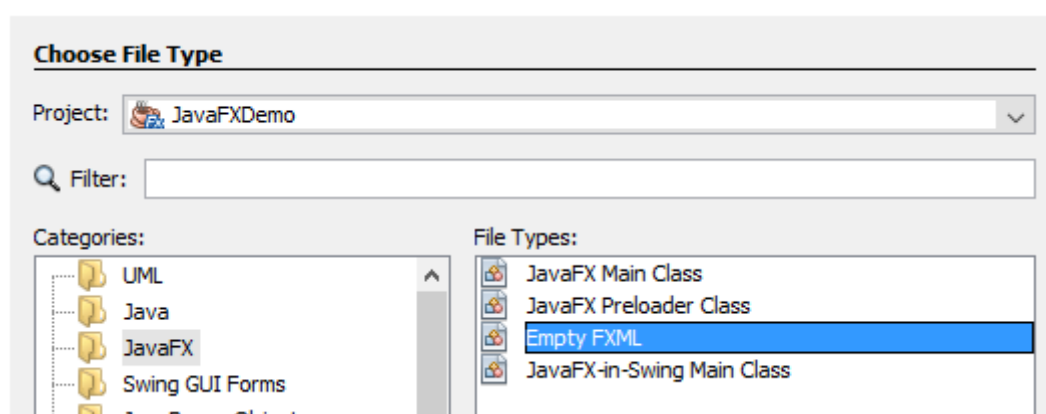 Choose File Type
Project: JavaFXDemo
Filter:
Categories:
UML
Java
JavaFX
Swing GUI Forms
File Types:
JavaFX Main Class
JavaFX Preloader Class
Empty FXML
JavaFX-in-Swing Main Class